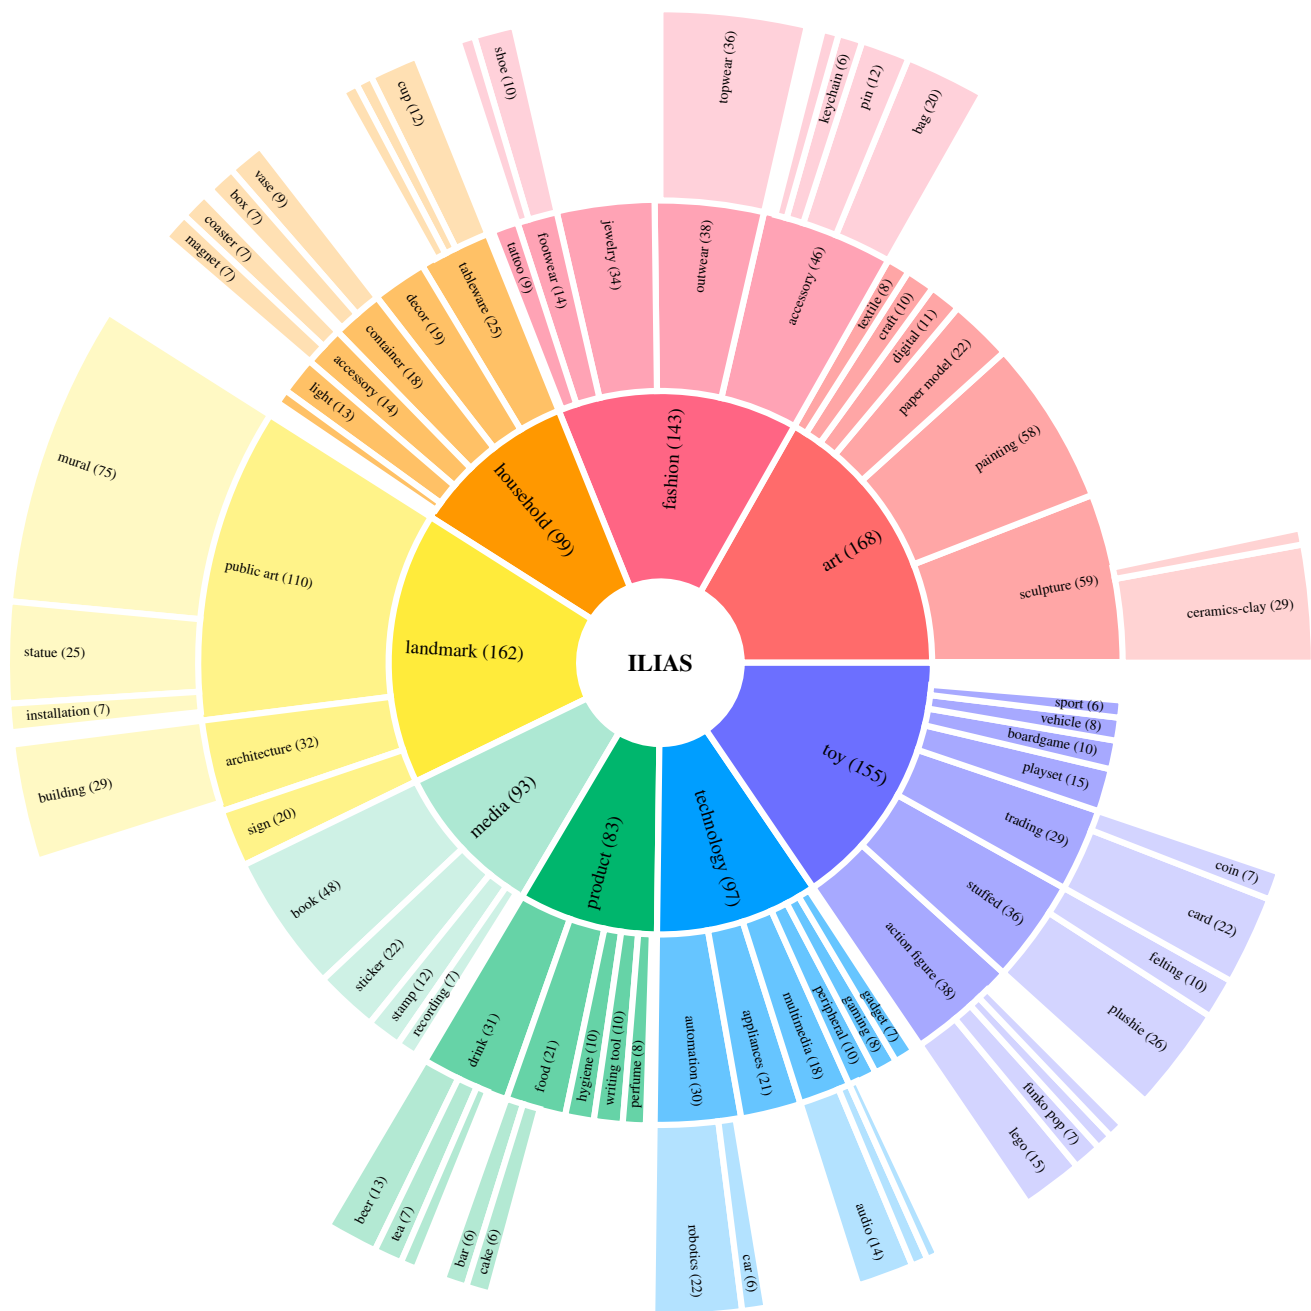 ILIAS
fashion (143)
tattoo (9)
footwear (14)
shoe (10)
jewelry (34)
outwear (38)
topwear (36)
accessory (46)
keychain (6)
pin (12)
bag (20)
art (168)
textile (8)
craft (10)
digital (11)
paper model (22)
painting (58)
sculpture (59)
ceramics-clay (29)
toy (155)
sport (6)
vehicle (8)
boardgame (10)
playset (15)
trading (29)
coin (7)
card (22)
stuffed (36)
felting (10)
plushie (26)
action figure (38)
funko pop (7)
lego (15)
technology (97)
gadget (7)
gaming (8)
peripheral (10)
multimedia (18)
audio (14)
appliances (21)
automation (30)
car (6)
robotics (22)
product (83)
perfume (8)
writing tool (10)
hygiene (10)
food (21)
cake (6)
bar (6)
drink (31)
tea (7)
beer (13)
media (93)
recording (7)
stamp (12)
sticker (22)
book (48)
landmark (162)
sign (20)
architecture (32)
building (29)
public art (110)
installation (7)
statue (25)
mural (75)
household (99)
light (13)
accessory (14)
magnet (7)
coaster (7)
container (18)
box (7)
vase (9)
decor (19)
tableware (25)
cup (12)